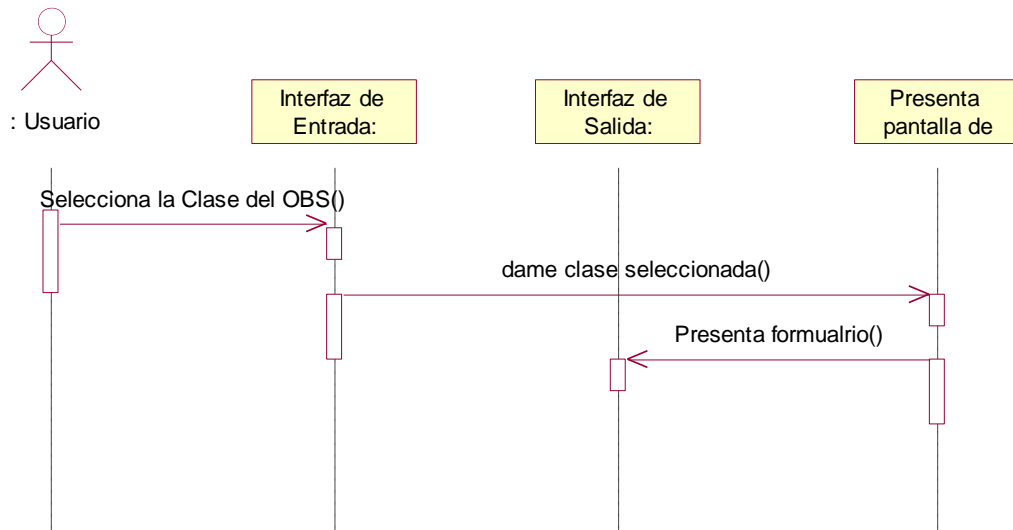 : Usuario
Interfaz de
Entrada:
Interfaz de
Salida:
Presenta
pantalla de
Selecciona la Clase del OBS()
dame clase seleccionada()
Presenta formualrio()